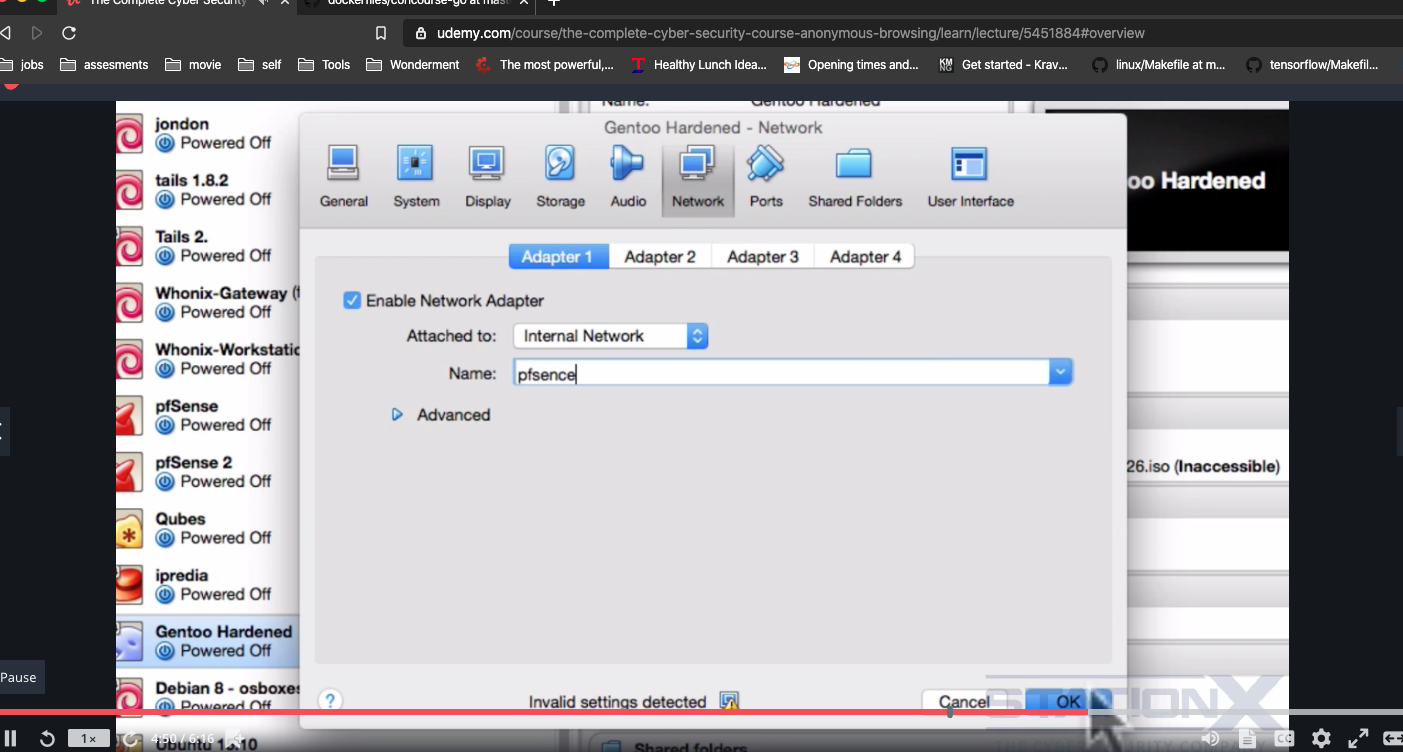 The Complete Cyber Security
dockerfiles/concourse-go at mast
udemy.com/course/the-complete-cyber-security-course-anonymous-browsing/learn/lecture/5451884#overview
jobs
assesments
movie
self
Tools
Wonderment
The most powerful,...
Healthy Lunch Idea...
Opening times and...
KM
NG
Get started - Krav...
linux/Makefile at m...
tensorflow/Makefil...
Name:
Gentoo Hardened
jondon
Powered Off
tails 1.8.2
Powered Off
Tails 2.
Powered Off
Whonix-Gateway (t
Powered Off
Whonix-Workstatic
Powered Off
pfSense
Powered Off
pfSense 2
Powered Off
Qubes
Powered Off
ipredia
Powered Off
Gentoo Hardened
Powered Off
Debian 8 - osboxes
Powered Off
Gentoo Hardened - Network
General
System
Display
Storage
Audio
Network
Ports
Shared Folders
User Interface
oo Hardened
Adapter 1
Adapter 2
Adapter 3
Adapter 4
Enable Network Adapter
Attached to:
Internal Network
Name:
pfsence
Advanced
26.iso (Inaccessible)
?
Invalid settings detected
Cancel
OK
STATIONX
Pause
1×
4:50 / 6:16
Shared folders
CC